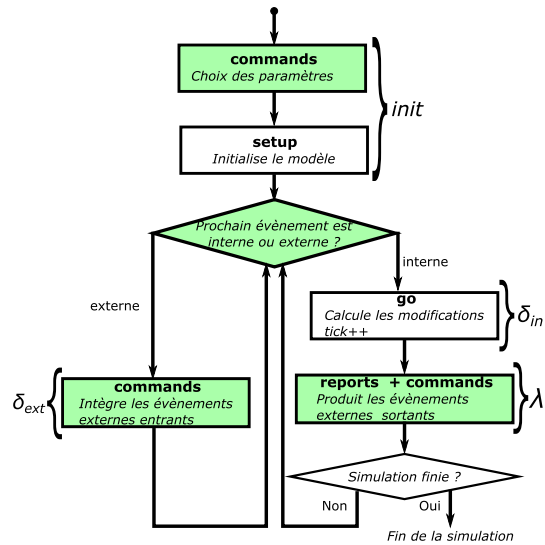 commands
Choix des paramètres
init
setup
Initialise le modèle
Prochain évènement est
interne ou externe ?
interne
externe
go
Calcule les modifications
tick++
δin
commands
Intègre les évènements
externes entrants
δext
reports + commands
Produit les évènements
externes sortants
λ
Simulation finie ?
Non
Oui
Fin de la simulation